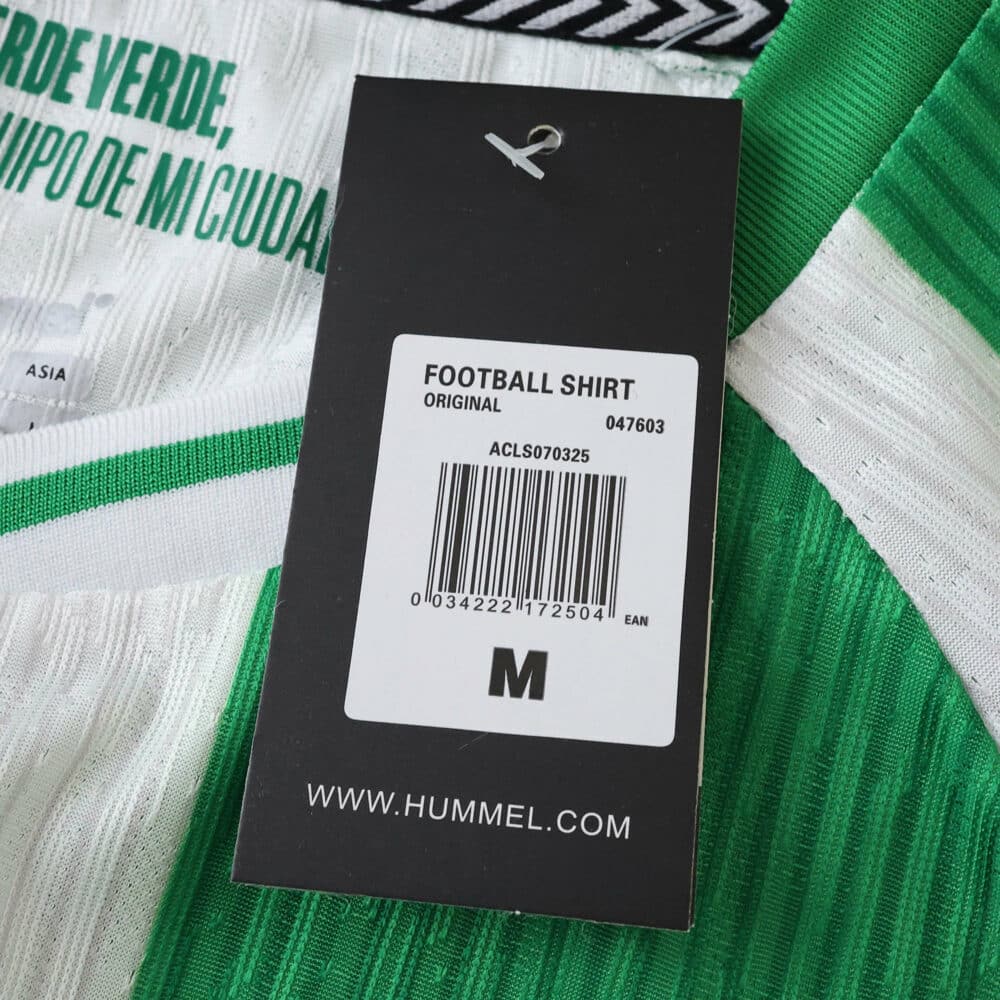 RDE VERDE,
UIPO DE MI CIUDA
ASIA
FOOTBALL SHIRT
ORIGINAL
047603
ACLS070325
0 034222 172504
EAN
M
WWW.HUMMEL.COM